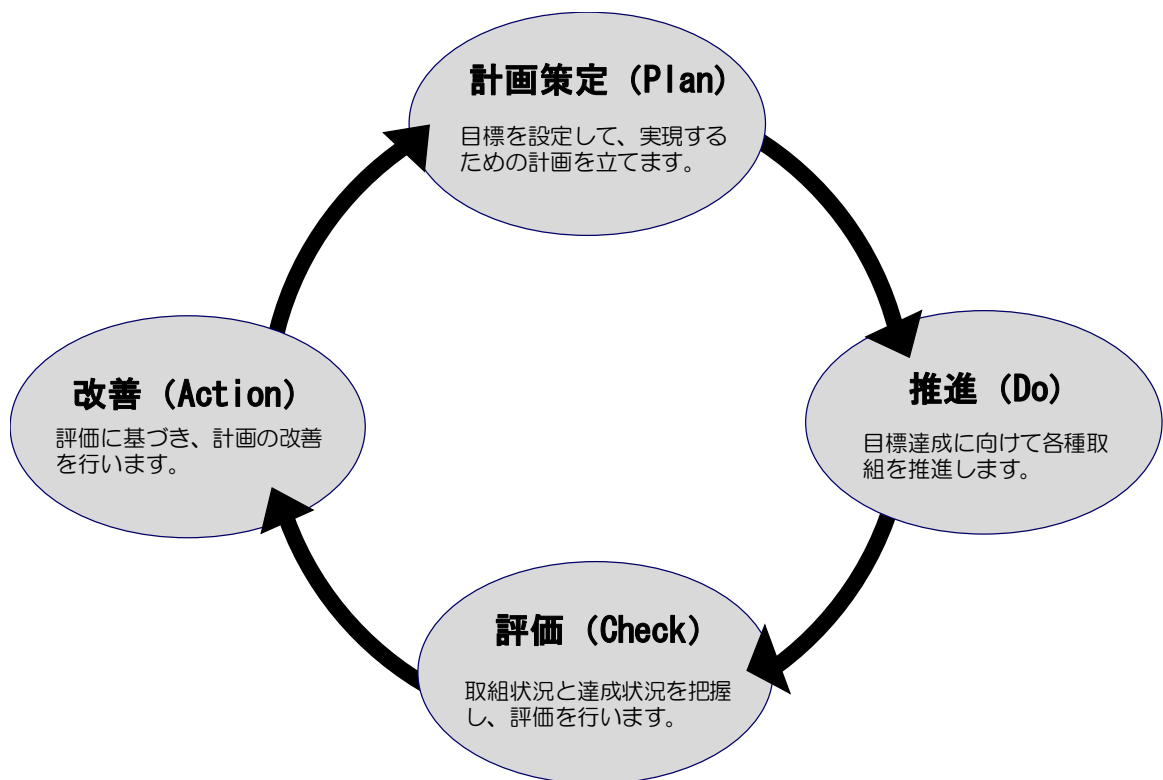 計画策定（Plan）
目標を設定して、実現する
ための計画を立てます。
推進（Do）
目標達成に向けて各種取
組を推進します。
評価（Check）
取組状況と達成状況を把握
し、評価を行います。
改善（Action）
評価に基づき、計画の改善
を行います。